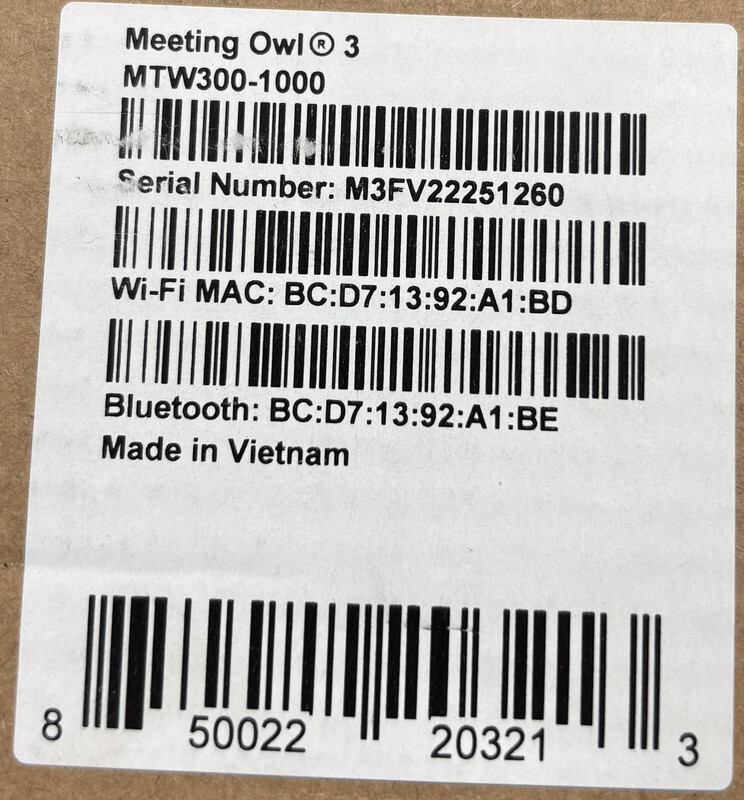 Meeting Owl® 3
MTW300-1000
Serial Number: M3FV22251260
Wi-Fi MAC: BC:D7:13:92:A1:BD
Bluetooth: BC:D7:13:92:A1:BE
Made in Vietnam
8 50022 20321 3